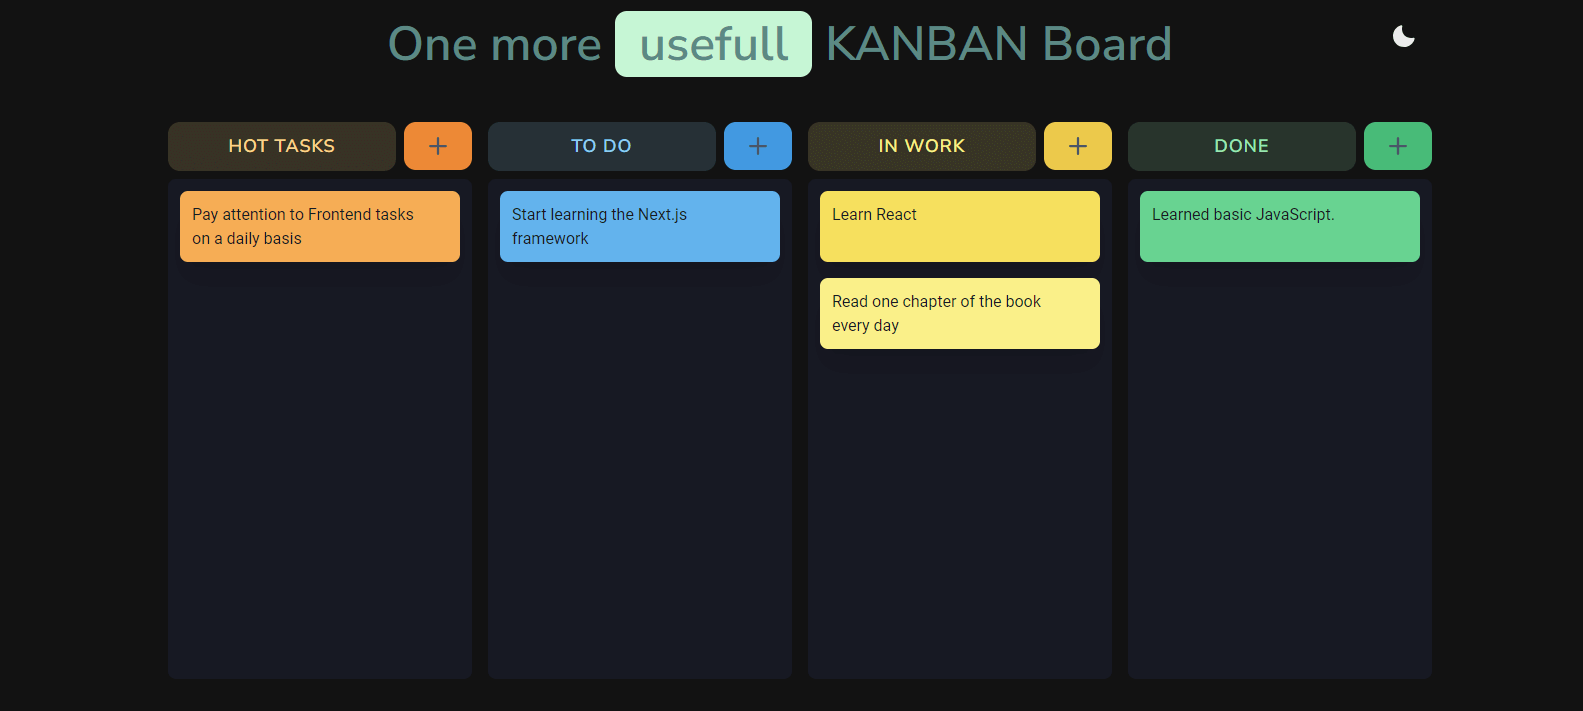 One more usefull KANBAN Board
HOT TASKS
TO DO
IN WORK
DONE
Pay attention to Frontend tasks
on a daily basis
Start learning the Next.js
framework
Learn React
Read one chapter of the book
every day
Learned basic JavaScript.